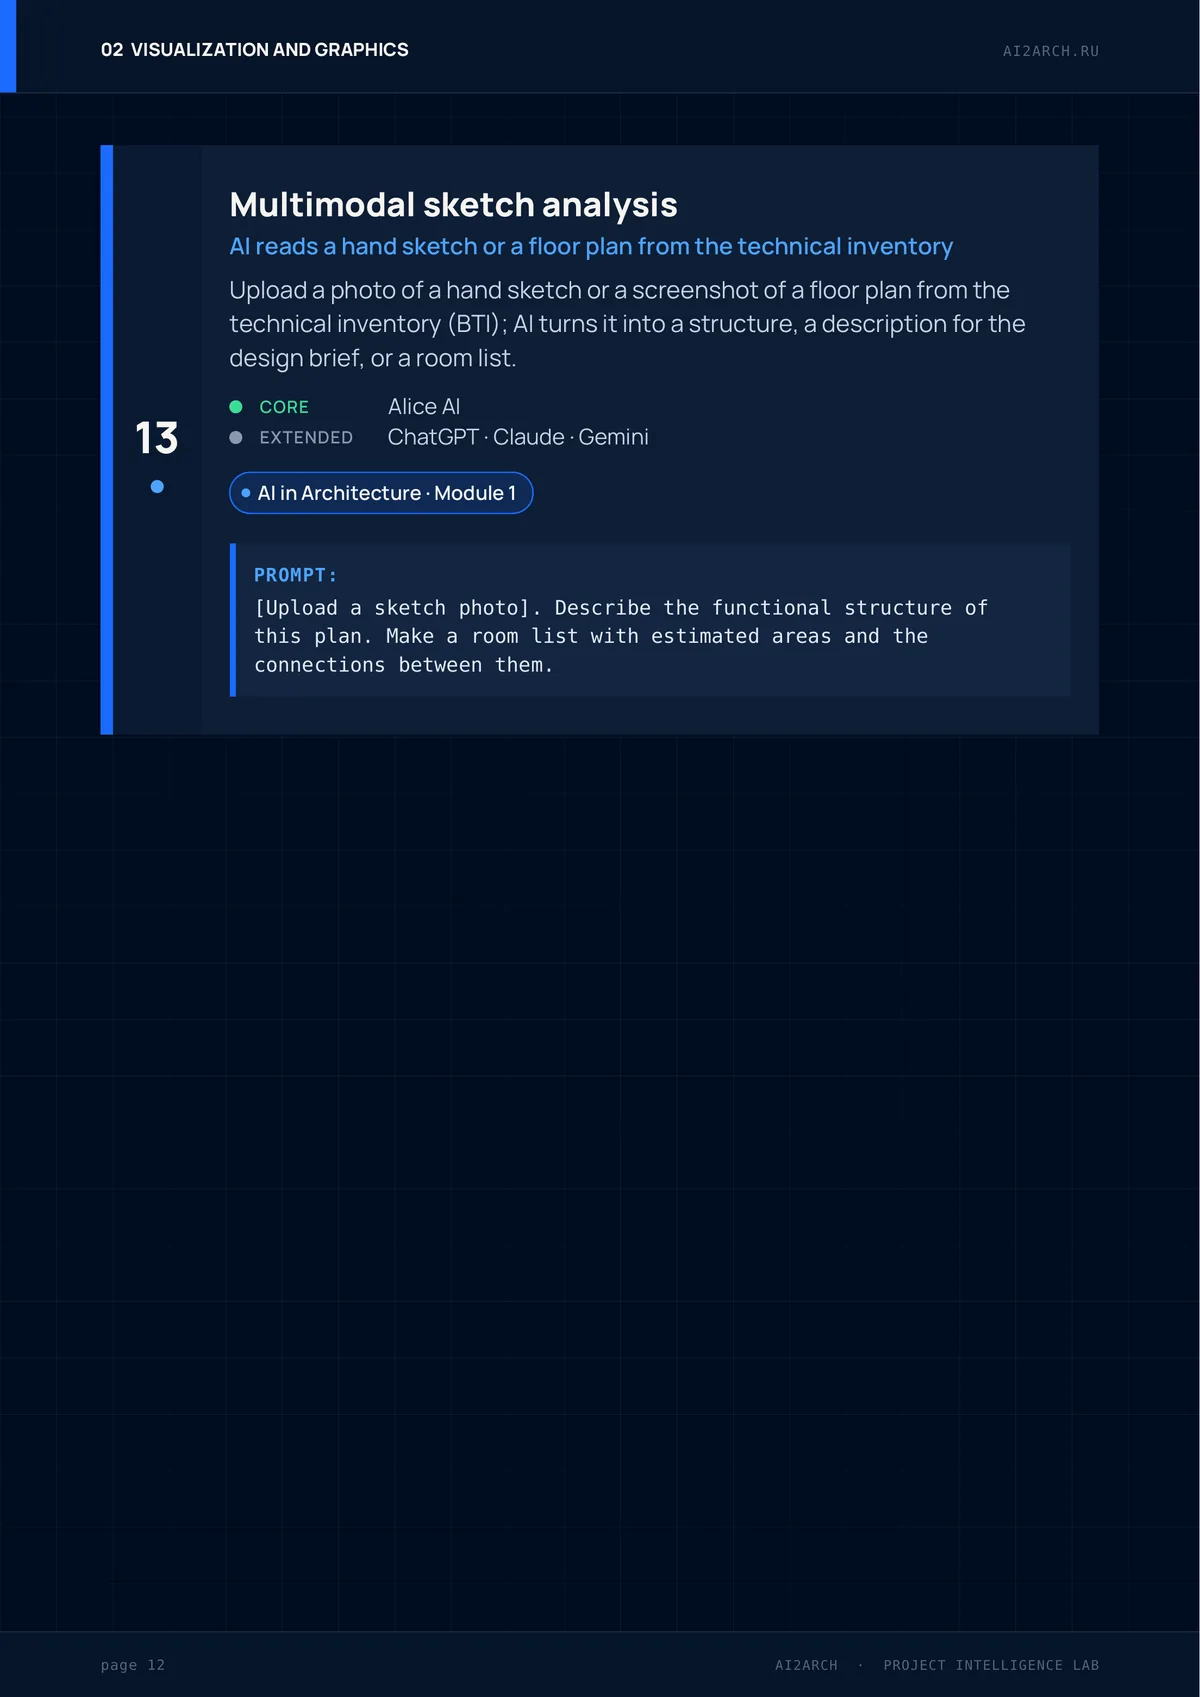 02 VISUALIZATION AND GRAPHICS
AI2ARCH.RU
Multimodal sketch analysis
AI reads a hand sketch or a floor plan from the technical inventory
Upload a photo of a hand sketch or a screenshot of a floor plan from the
technical inventory (BTI); AI turns it into a structure, a description for the
design brief, or a room list.
13
CORE Alice AI
EXTENDED ChatGPT · Claude · Gemini
AI in Architecture · Module 1
PROMPT:
[Upload a sketch photo]. Describe the functional structure of
this plan. Make a room list with estimated areas and the
connections between them.
page 12
AI2ARCH · PROJECT INTELLIGENCE LAB